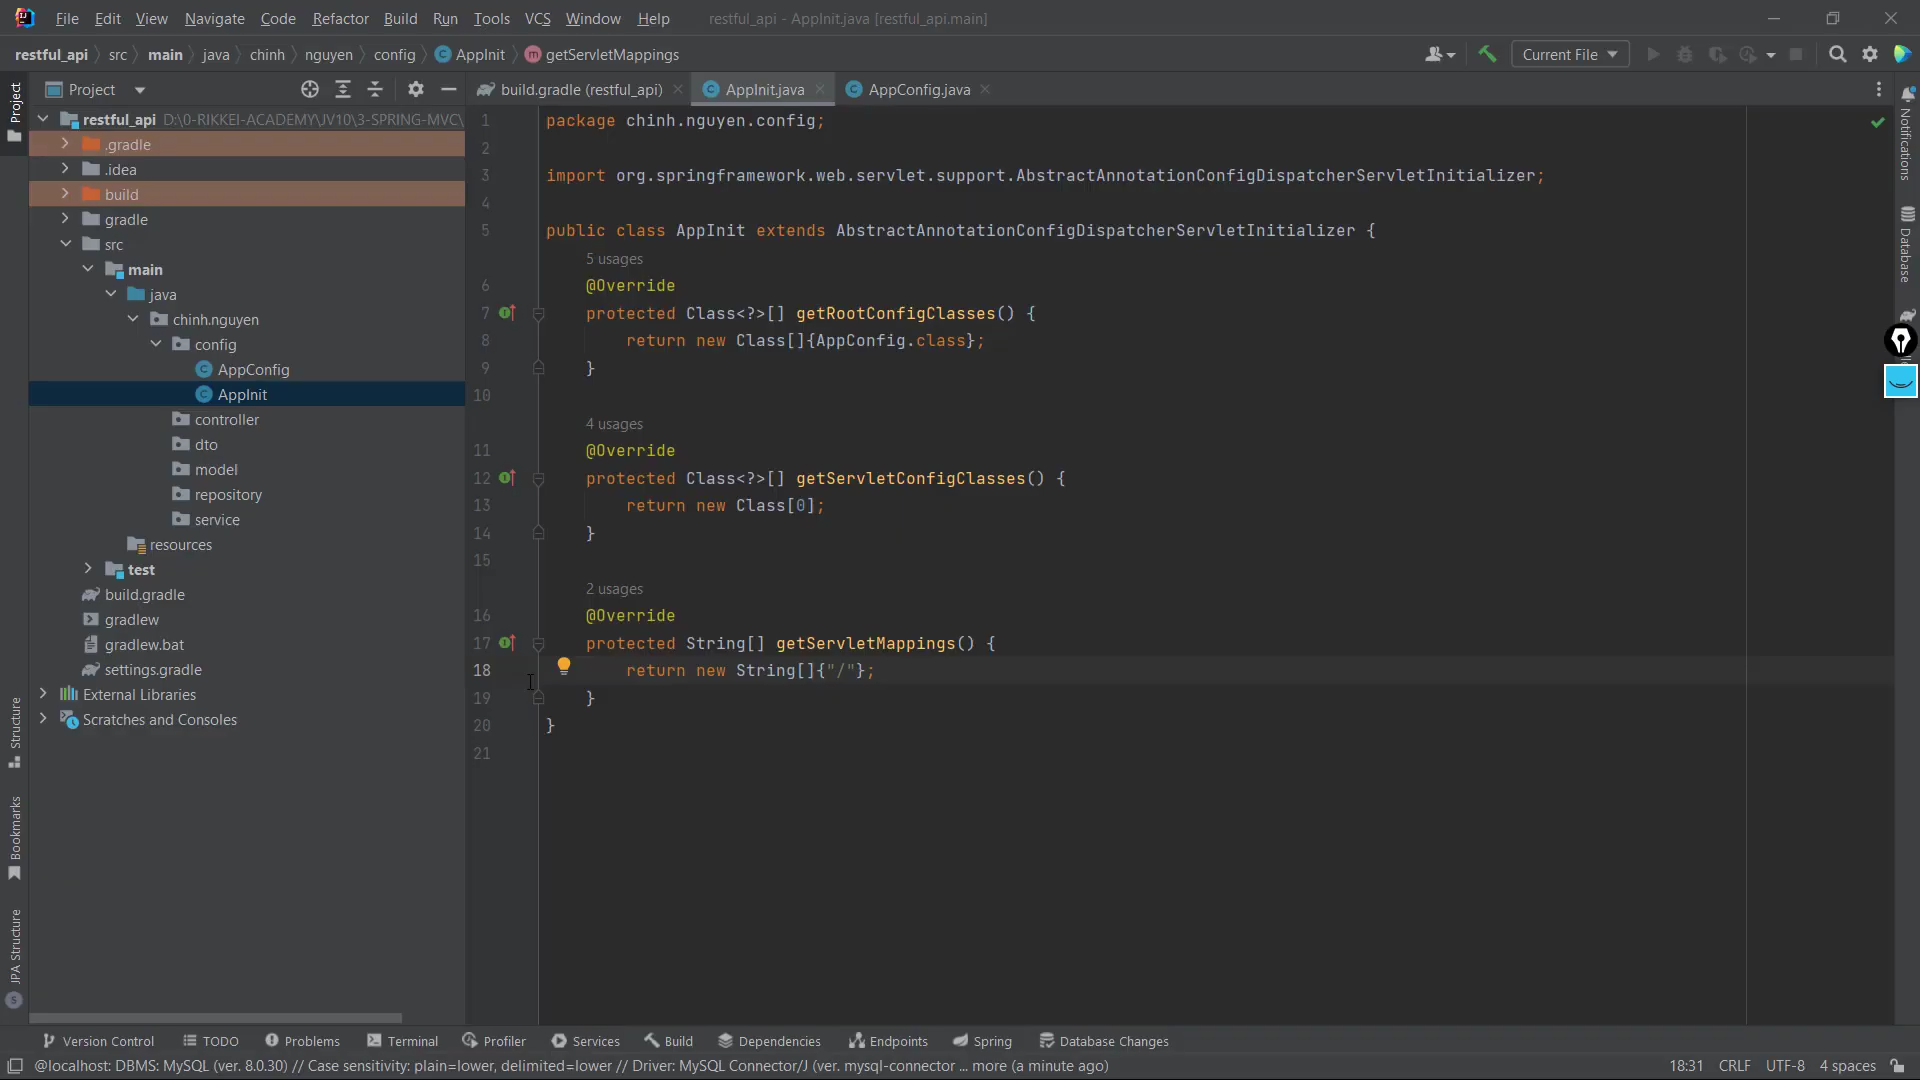 File Edit View Navigate Code Refactor Build Run Tools VCS Window Help restful_api - AppInit.java [restful_api.main]
restful_api src main java chinh nguyen config AppInit getServletMappings Current File
Project build.gradle (restful_api) AppInit.java AppConfig.java
restful_api D:\0-RIKKEI-ACADEMY\JV10\3-SPRING-MVC\
.gradle
.idea
build
gradle
src
main
java
chinh.nguyen
config
AppConfig
AppInit
controller
dto
model
repository
service
resources
test
build.gradle
gradlew
gradlew.bat
settings.gradle
External Libraries
Scratches and Consoles
1 package chinh.nguyen.config;
2
3 import org.springframework.web.servlet.support.AbstractAnnotationConfigDispatcherServletInitializer;
4
5 public class AppInit extends AbstractAnnotationConfigDispatcherServletInitializer {
5 usages
6 @Override
7 protected Class<?>[] getRootConfigClasses() {
8 return new Class[]{AppConfig.class};
9 }
10
4 usages
11 @Override
12 protected Class<?>[] getServletConfigClasses() {
13 return new Class[0];
14 }
15
2 usages
16 @Override
17 protected String[] getServletMappings() {
18 return new String[]{"/"};
19 }
20 }
21
Project
Structure
Bookmarks
JPA Structure
Notifications
Database
Version Control TODO Problems Terminal Profiler Services Build Dependencies Endpoints Spring Database Changes
@localhost: DBMS: MySQL (ver. 8.0.30) // Case sensitivity: plain=lower, delimited=lower // Driver: MySQL Connector/J (ver. mysql-connector ... more (a minute ago) 18:31 CRLF UTF-8 4 spaces